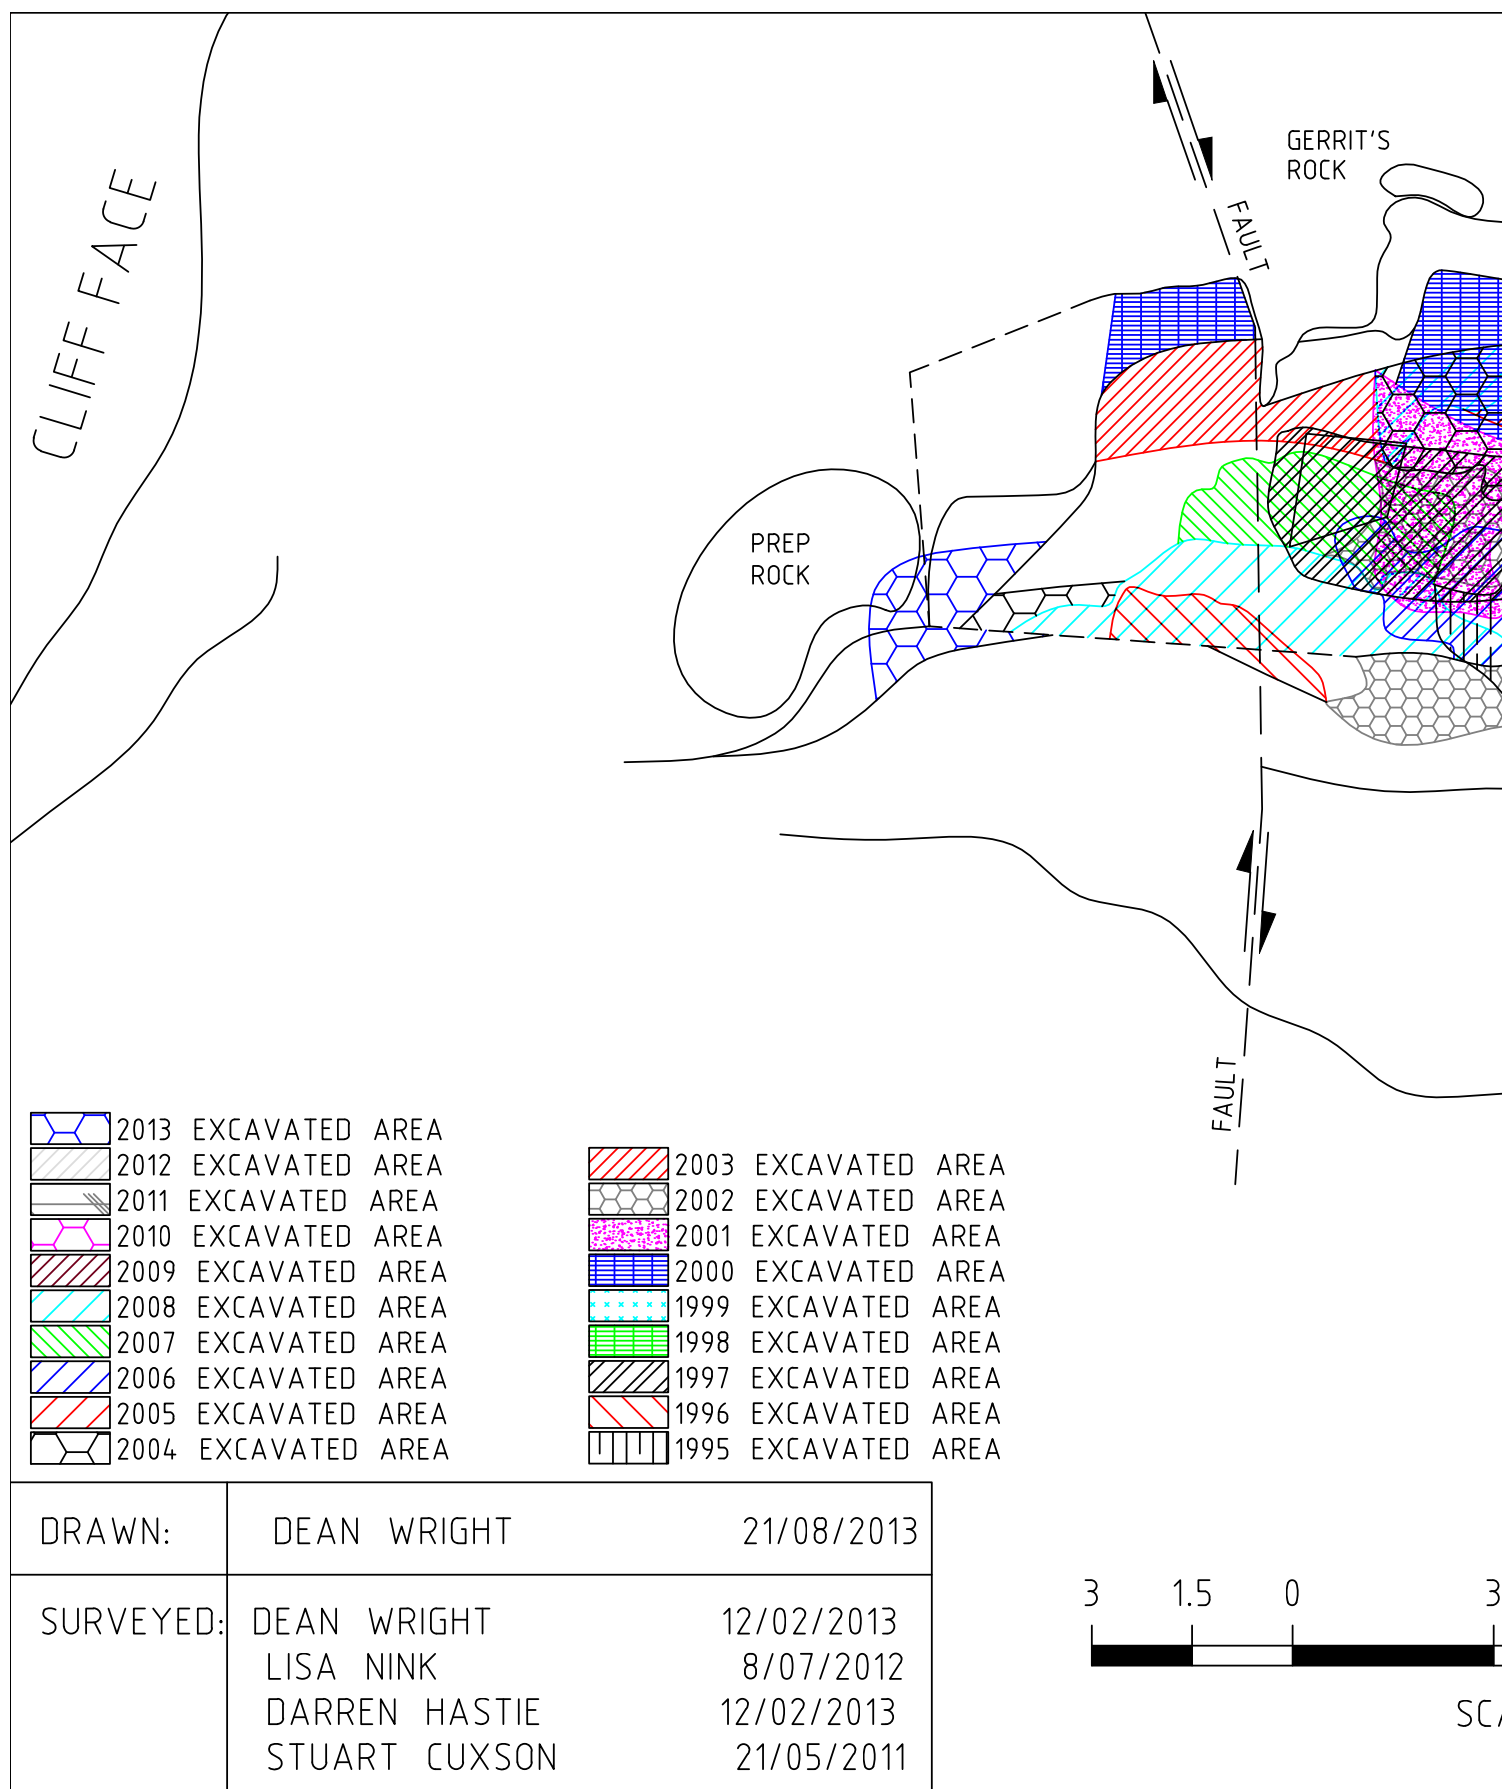 CLIFF FACE
FAULT
GERRIT'S
ROCK
PREP
ROCK
FAULT
2013 EXCAVATED AREA
2012 EXCAVATED AREA
2011 EXCAVATED AREA
2010 EXCAVATED AREA
2009 EXCAVATED AREA
2008 EXCAVATED AREA
2007 EXCAVATED AREA
2006 EXCAVATED AREA
2005 EXCAVATED AREA
2004 EXCAVATED AREA
2003 EXCAVATED AREA
2002 EXCAVATED AREA
2001 EXCAVATED AREA
2000 EXCAVATED AREA
1999 EXCAVATED AREA
1998 EXCAVATED AREA
1997 EXCAVATED AREA
1996 EXCAVATED AREA
1995 EXCAVATED AREA
DRAWN: DEAN WRIGHT 21/08/2013
SURVEYED: DEAN WRIGHT 12/02/2013
LISA NINK 8/07/2012
DARREN HASTIE 12/02/2013
STUART CUXSON 21/05/2011
3 1.5 0 3